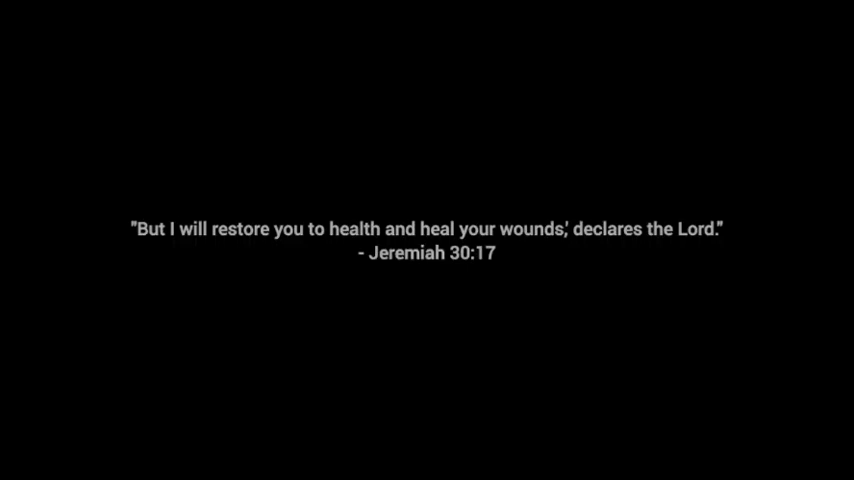 "But I will restore you to health and heal your wounds,' declares the Lord."
- Jeremiah 30:17